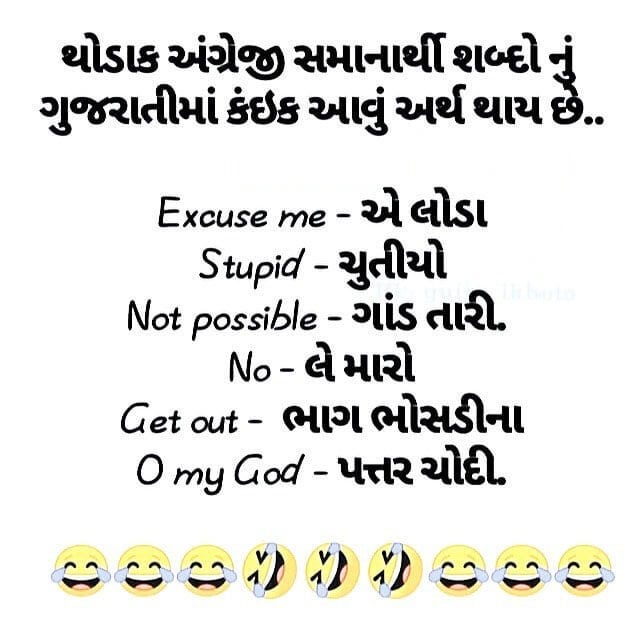 થોડાક અંગ્રેજી સમાનાર્થી શબ્દો નું
ગુજરાતીમાં કંઇક આવું અર્થ થાય છે..
Excuse me - એ લોડા
Stupid - ચુતીયો
Not possible - ગાંડ તારી.
No - લે મારો
Get out - ભાગ ભોસડીના
O my God - પત્તર ચોદી.